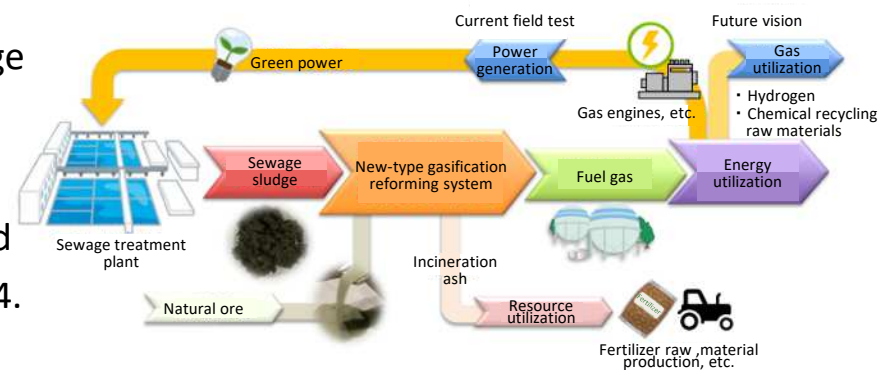 Current field test
Future vision
ge
Green power
Power
generation
Gas
utilization
Gas engines, etc.
・Hydrogen
・Chemical recycling
raw materials
Sewage
sludge
New-type gasification
reforming system
Fuel gas
Energy
utilization
d
Sewage treatment
plant
4.
Incineration
ash
Natural ore
Resource
utilization
Fertilizer
Fertilizer raw ,material
production, etc.